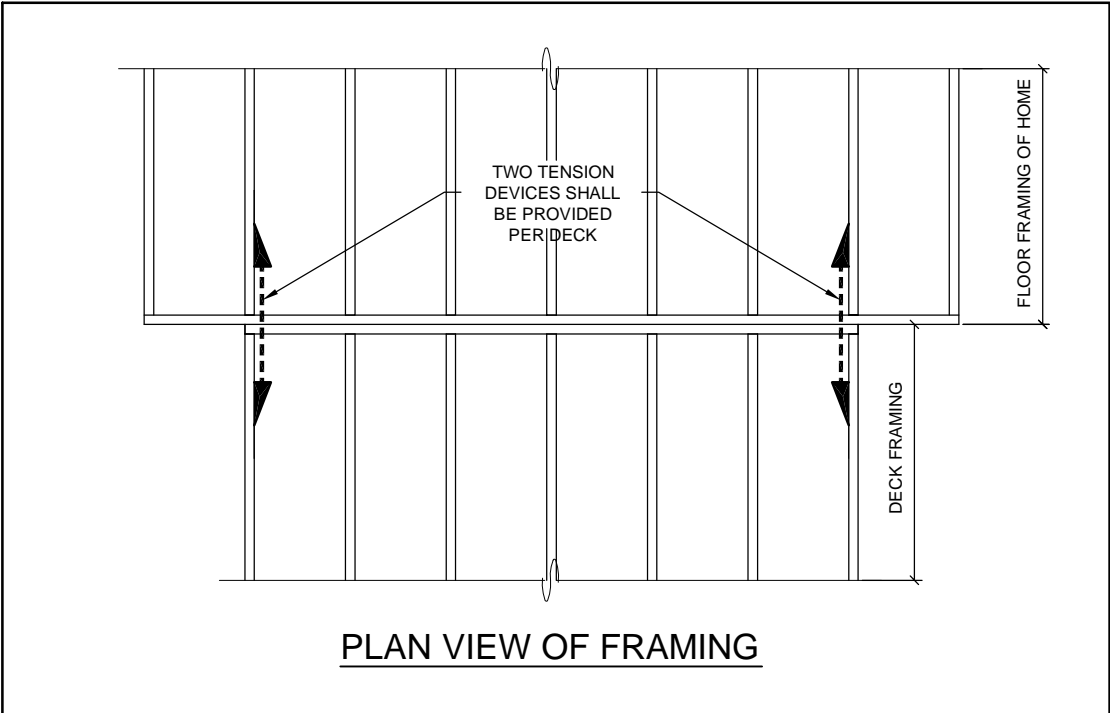 TWO TENSION
DEVICES SHALL
BE PROVIDED
PER DECK
FLOOR FRAMING OF HOME
DECK FRAMING
PLAN VIEW OF FRAMING